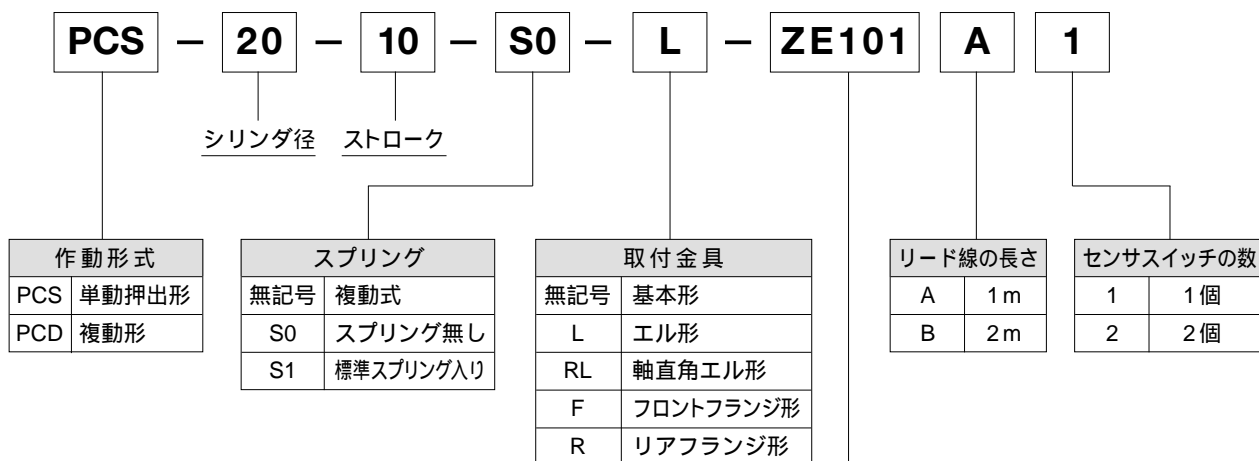 PCS − 20 − 10 − S0 − L − ZE101 A 1
シリンダ径 ストローク
作動形式
PCS 単動押出形
PCD 複動形
スプリング
無記号 複動式
S0 スプリング無し
S1 標準スプリング入り
取付金具
無記号 基本形
L エル形
RL 軸直角エル形
F フロントフランジ形
R リアフランジ形
リード線の長さ
A 1m
B 2m
センサスイッチの数
1 1個
2 2個